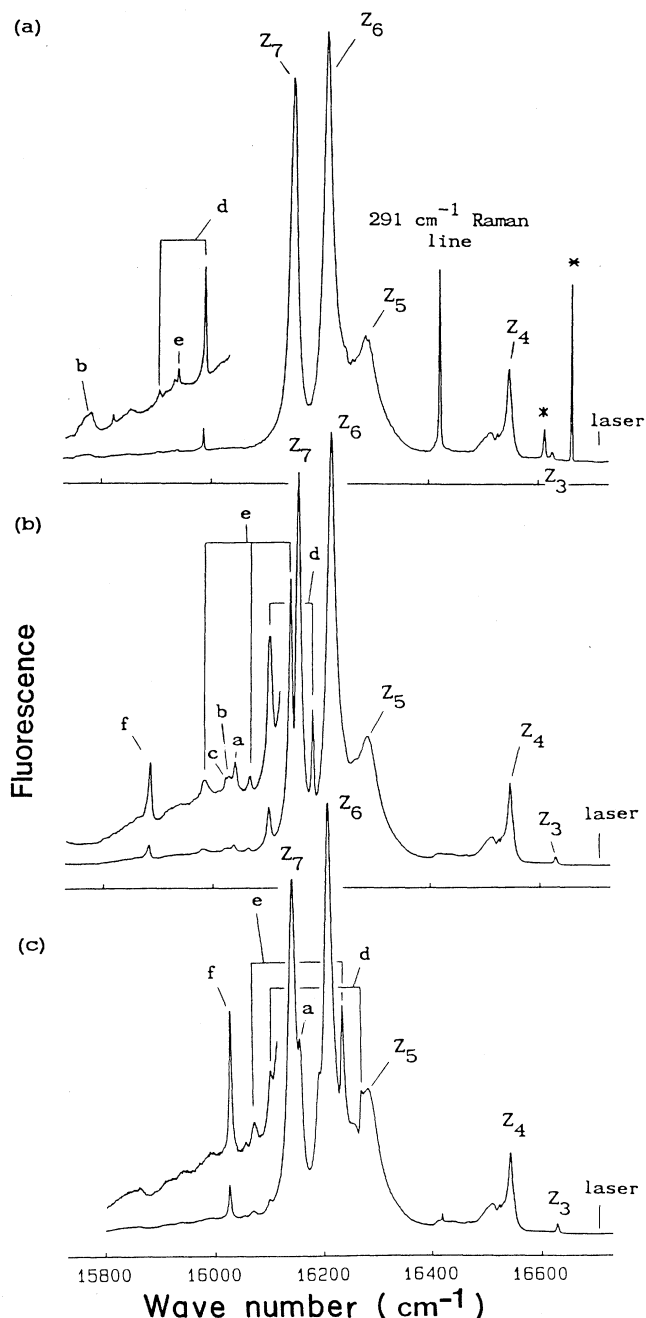 (a)
Z7
Z6
291 cm-1 Raman
line
*
d
Z5
Z4
*
e
b
laser
Z3
(b)
Z7
Z6
e
d
Z5
f
b
c
a
Z4
Z3
laser
(c)
Z7
Z6
e
d
f
a
Z5
Z4
Z3
laser
Fluorescence
15800 16000 16200 16400 16600
Wave number (cm-1)